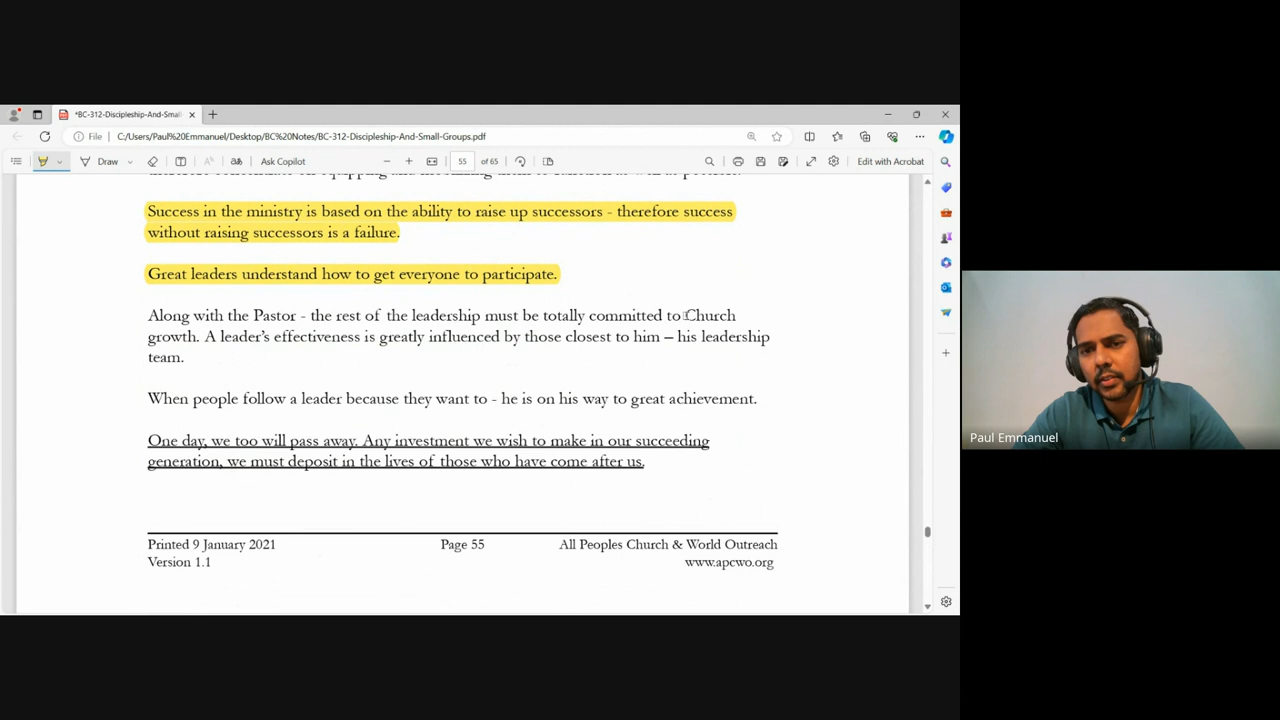 *BC-312-Discipleship-And-Small-
File
C:/Users/Paul%20Emmanuel/Desktop/BC%20Notes/BC-312-Discipleship-And-Small-Groups.pdf
Draw
Ask Copilot
55
of 65
Edit with Acrobat
Success in the ministry is based on the ability to raise up successors - therefore success
without raising successors is a failure.
Great leaders understand how to get everyone to participate.
Along with the Pastor - the rest of the leadership must be totally committed to Church
growth. A leader's effectiveness is greatly influenced by those closest to him – his leadership
team.
When people follow a leader because they want to - he is on his way to great achievement.
One day, we too will pass away. Any investment we wish to make in our succeeding
generation, we must deposit in the lives of those who have come after us.
Printed 9 January 2021
Page 55
All Peoples Church & World Outreach
Version 1.1
www.apcwo.org
Paul Emmanuel